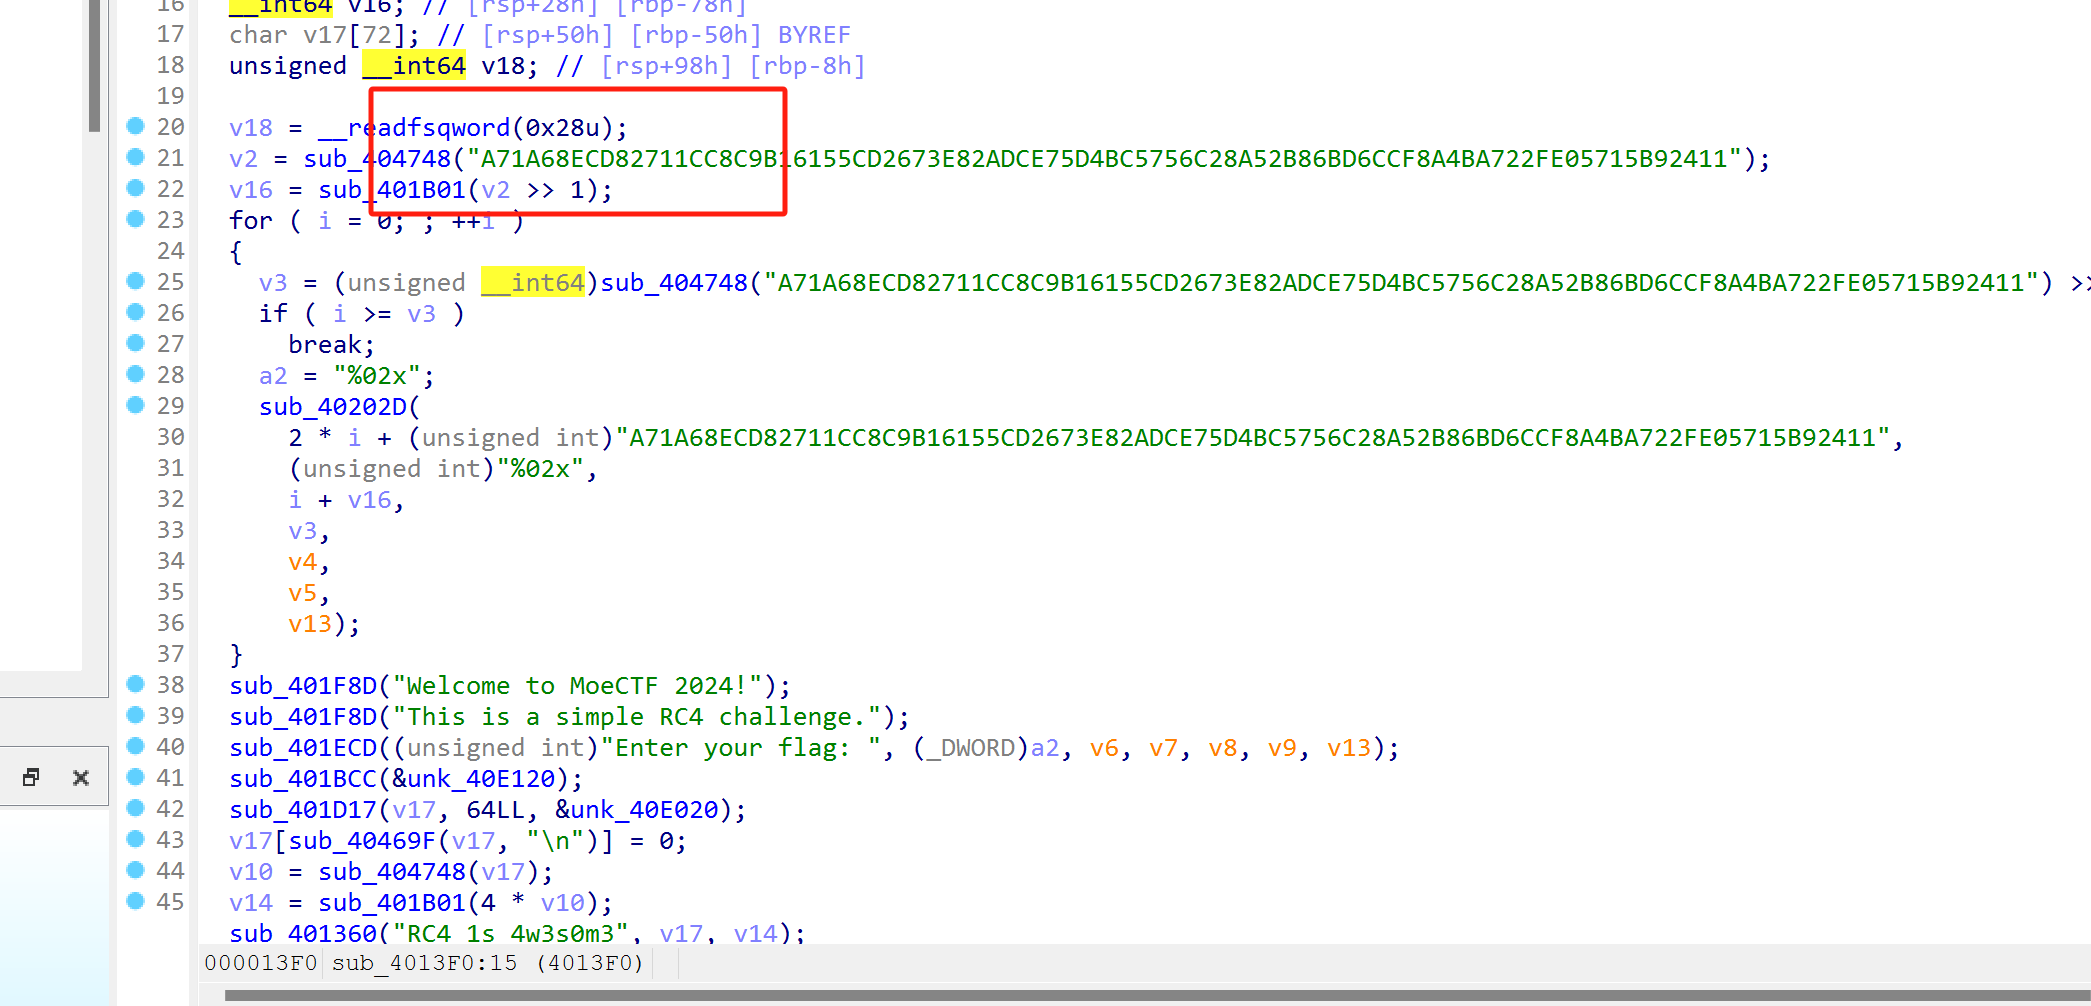 16 __int64 v16; // [rsp+28h] [rbp-78h]
17 char v17[72]; // [rsp+50h] [rbp-50h] BYREF
18 unsigned __int64 v18; // [rsp+98h] [rbp-8h]
19
20 v18 = __readfsqword(0x28u);
21 v2 = sub_404748("A71A68ECD82711CC8C9B16155CD2673E82ADCE75D4BC5756C28A52B86BD6CCF8A4BA722FE05715B92411");
22 v16 = sub_401B01(v2 >> 1);
23 for ( i = 0; ; ++i )
24 {
25 v3 = (unsigned __int64)sub_404748("A71A68ECD82711CC8C9B16155CD2673E82ADCE75D4BC5756C28A52B86BD6CCF8A4BA722FE05715B92411") >>
26 if ( i >= v3 )
27 break;
28 a2 = "%02x";
29 sub_40202D(
30 2 * i + (unsigned int)"A71A68ECD82711CC8C9B16155CD2673E82ADCE75D4BC5756C28A52B86BD6CCF8A4BA722FE05715B92411",
31 (unsigned int)"%02x",
32 i + v16,
33 v3,
34 v4,
35 v5,
36 v13);
37 }
38 sub_401F8D("Welcome to MoeCTF 2024!");
39 sub_401F8D("This is a simple RC4 challenge.");
40 sub_401ECD((unsigned int)"Enter your flag: ", (_DWORD)a2, v6, v7, v8, v9, v13);
41 sub_401BCC(&unk_40E120);
42 sub_401D17(v17, 64LL, &unk_40E020);
43 v17[sub_40469F(v17, "\n")] = 0;
44 v10 = sub_404748(v17);
45 v14 = sub_401B01(4 * v10);
sub_401360("RC4_1s_4w3s0m3", v17, v14);
000013F0 sub_4013F0:15 (4013F0)